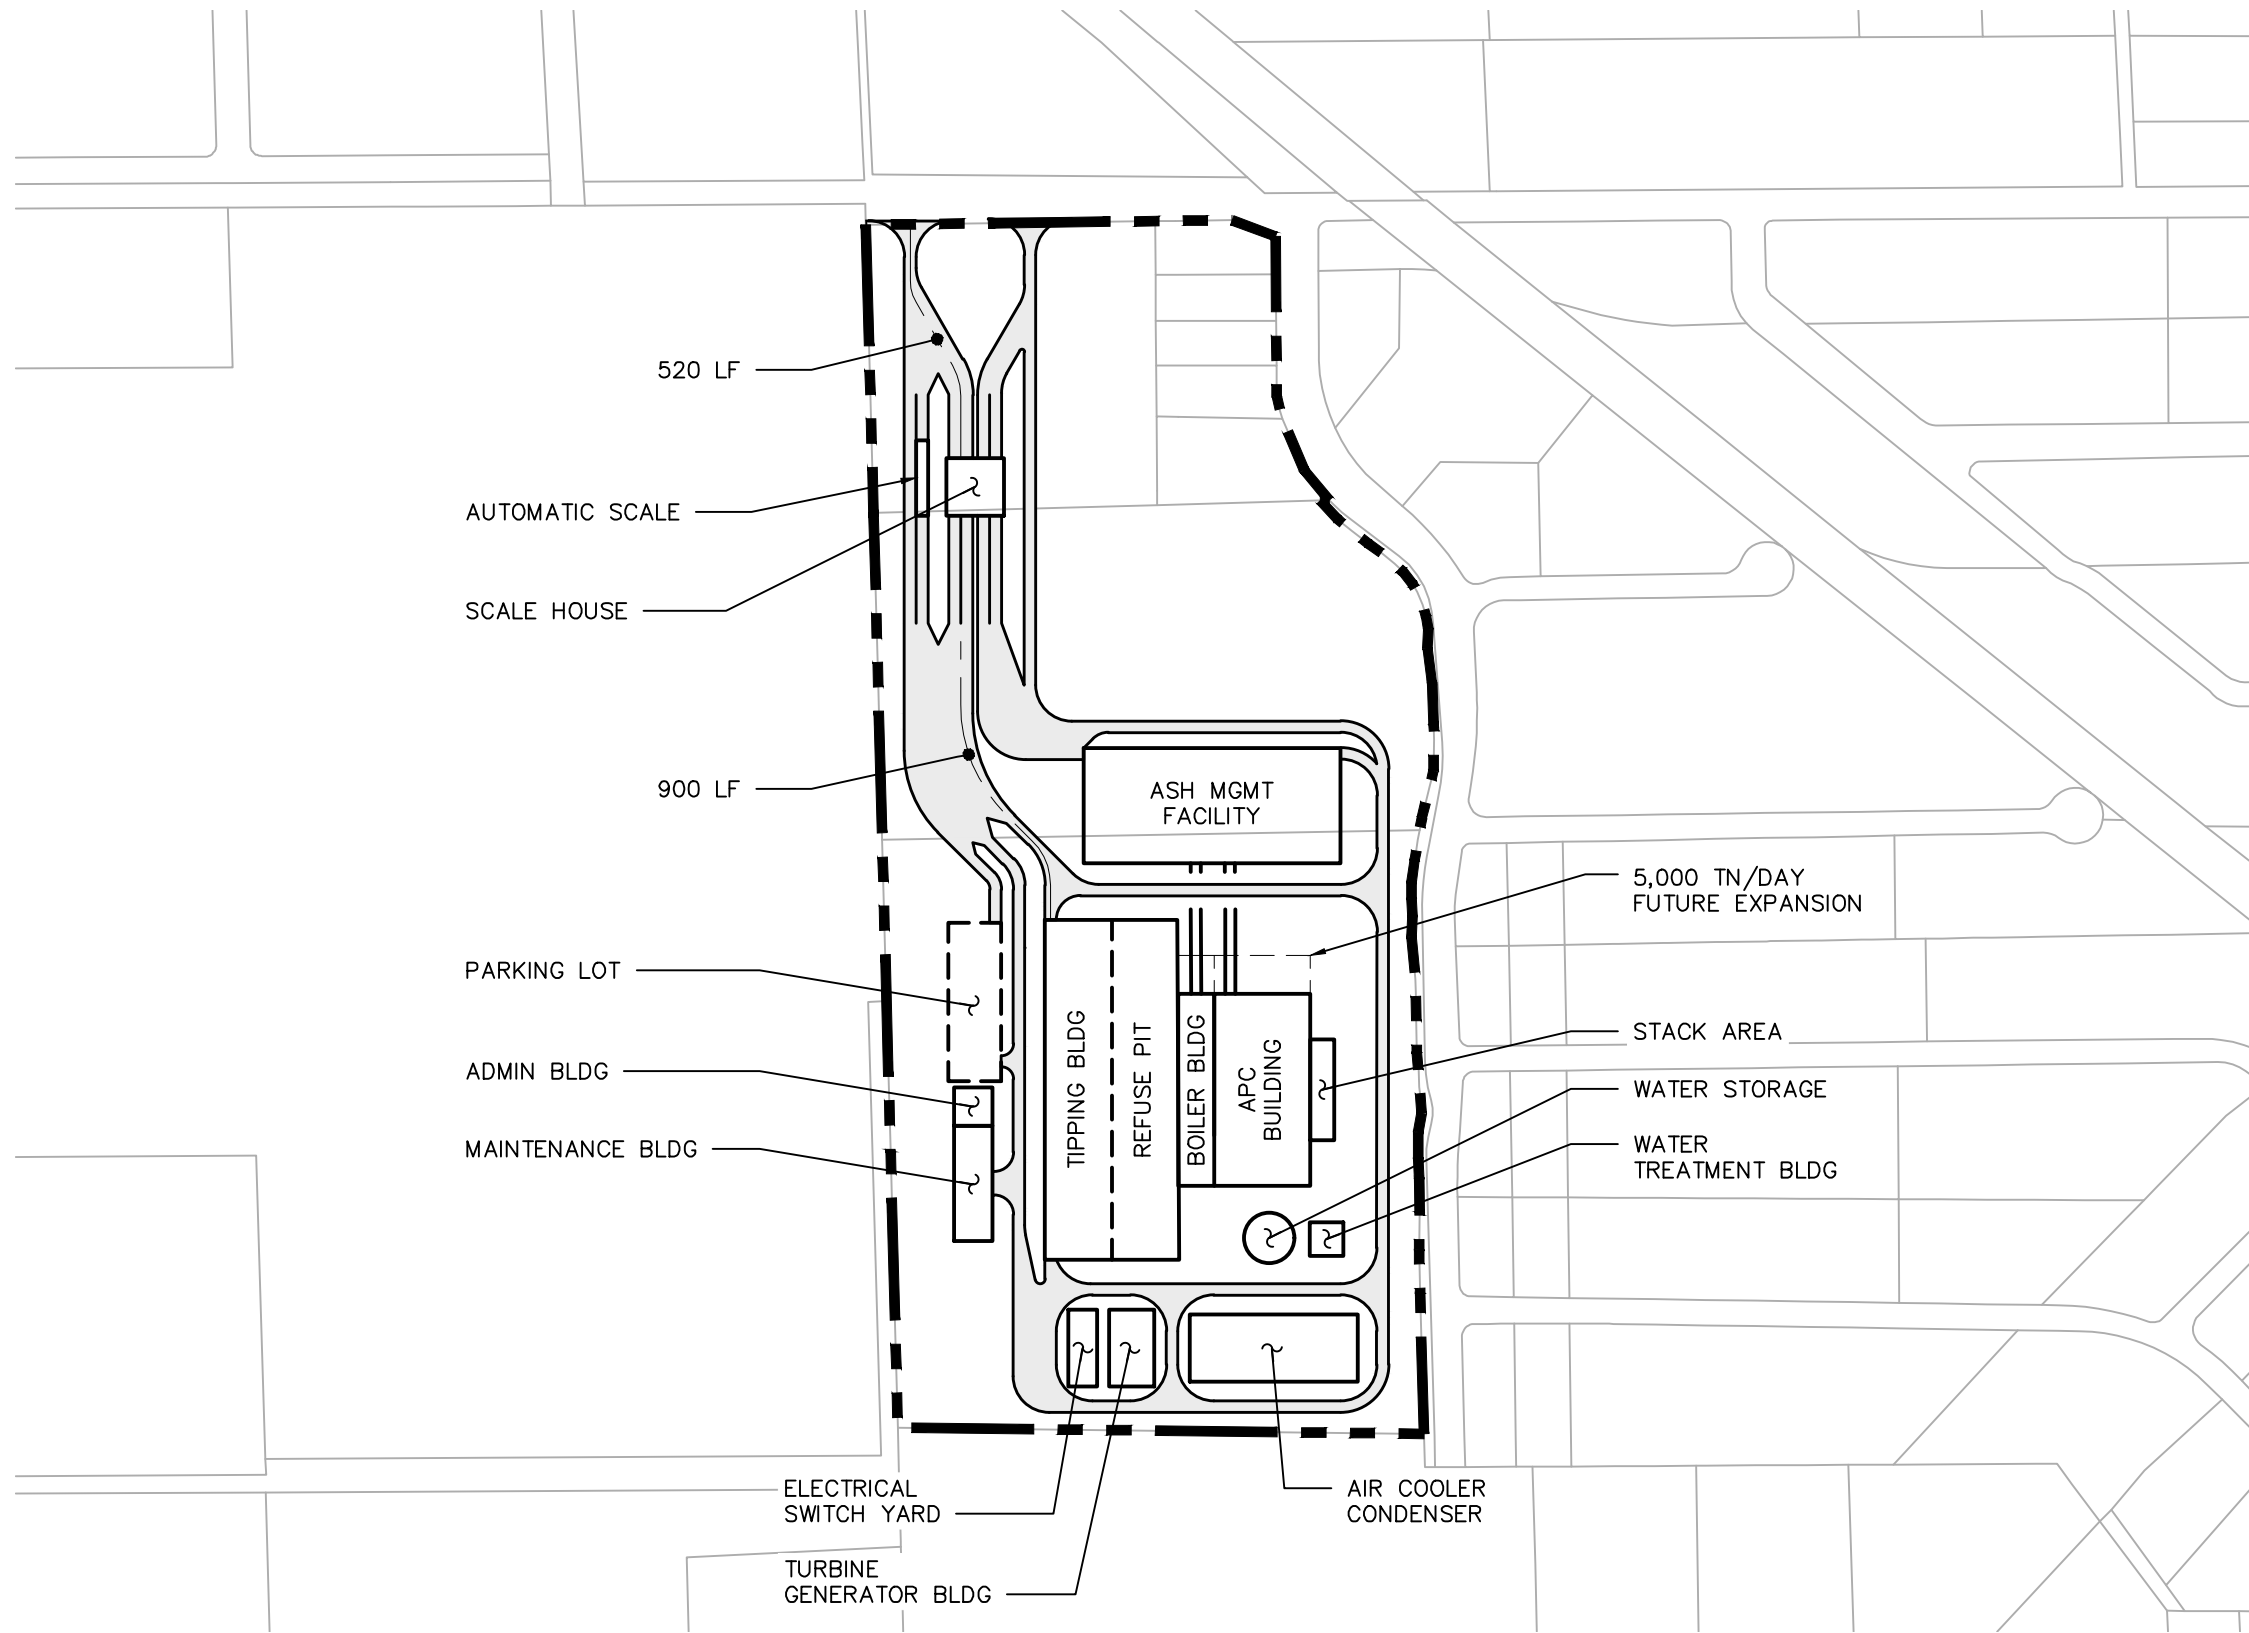 520 LF
AUTOMATIC SCALE
SCALE HOUSE
900 LF
ASH MGMT
FACILITY
5,000 TN/DAY
FUTURE EXPANSION
PARKING LOT
ADMIN BLDG
MAINTENANCE BLDG
TIPPING BLDG
REFUSE PIT
BOILER BLDG
APC
BUILDING
STACK AREA
WATER STORAGE
WATER
TREATMENT BLDG
ELECTRICAL
SWITCH YARD
TURBINE
GENERATOR BLDG
AIR COOLER
CONDENSER